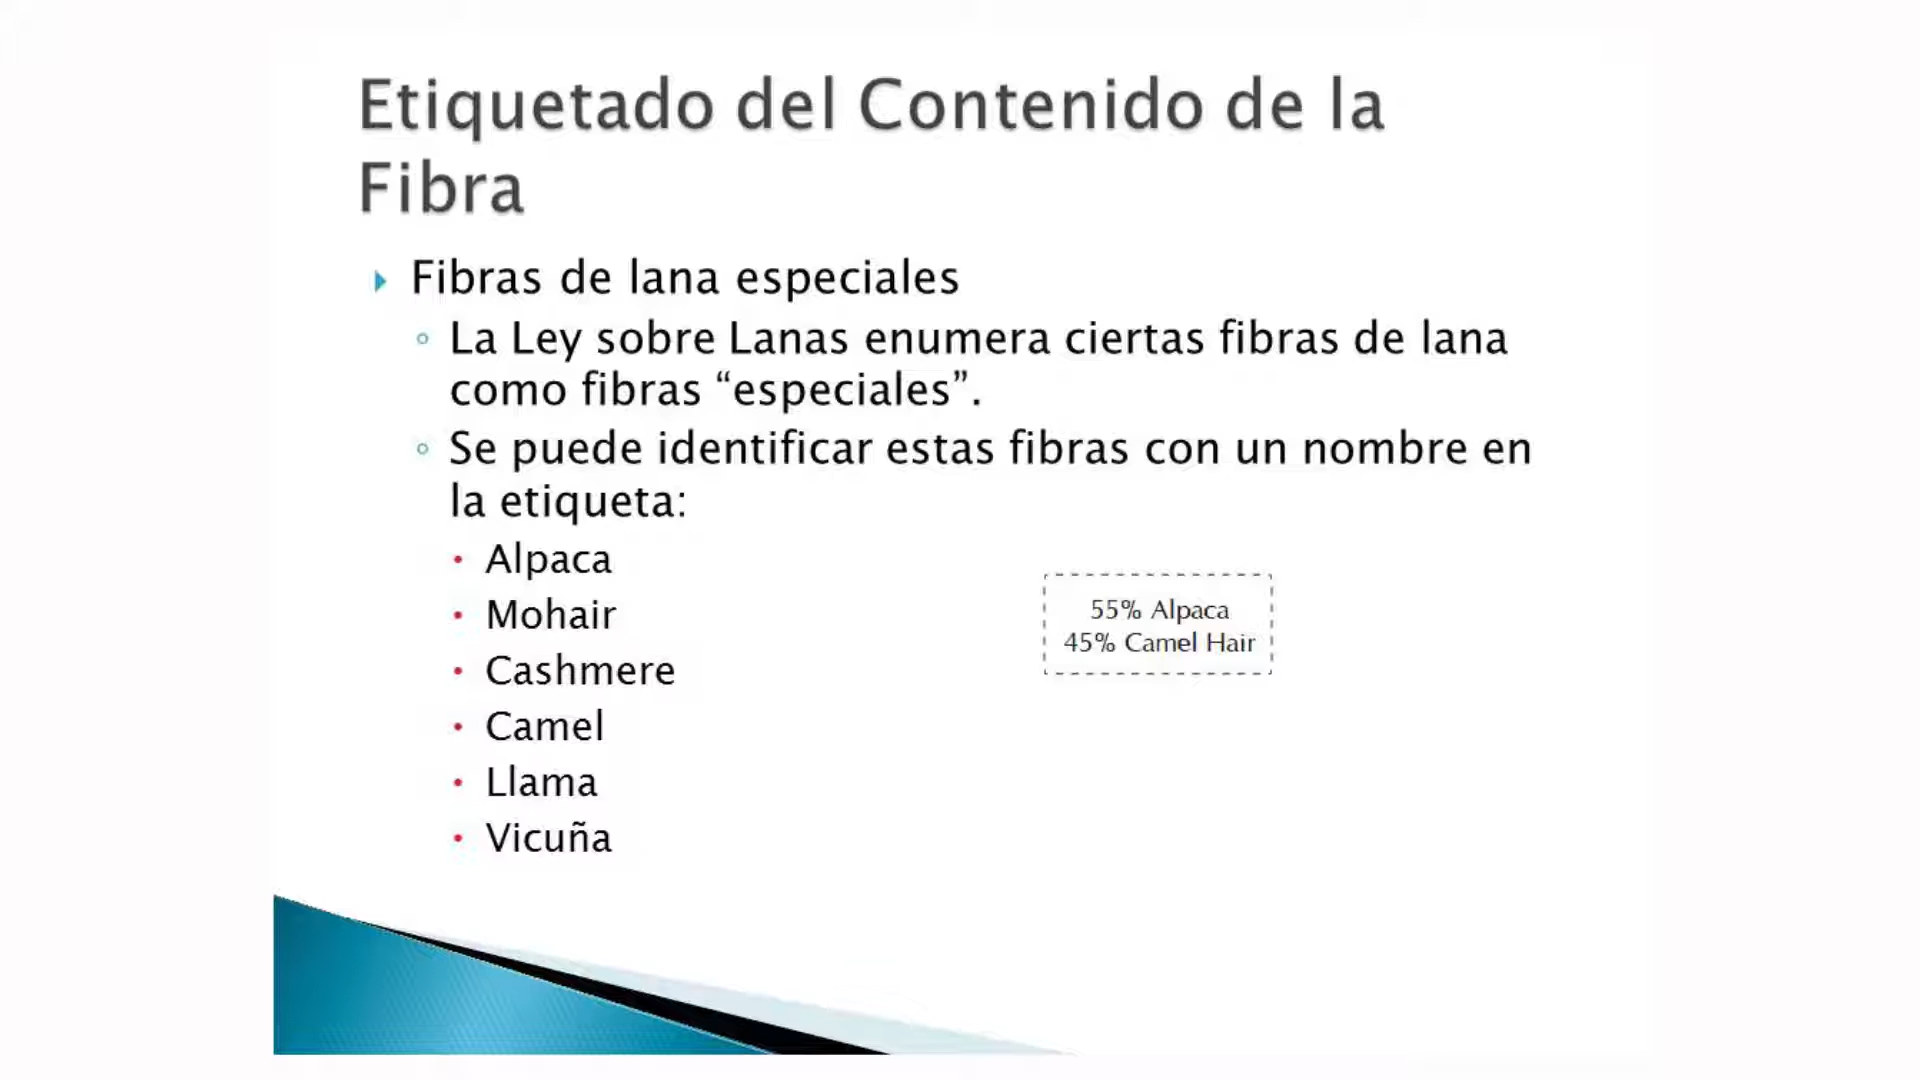 Etiquetado del Contenido de la
Fibra
Fibras de lana especiales
La Ley sobre Lanas enumera ciertas fibras de lana
como fibras “especiales”.
Se puede identificar estas fibras con un nombre en
la etiqueta:
Alpaca
Mohair
Cashmere
Camel
Llama
Vicuña
55% Alpaca
45% Camel Hair